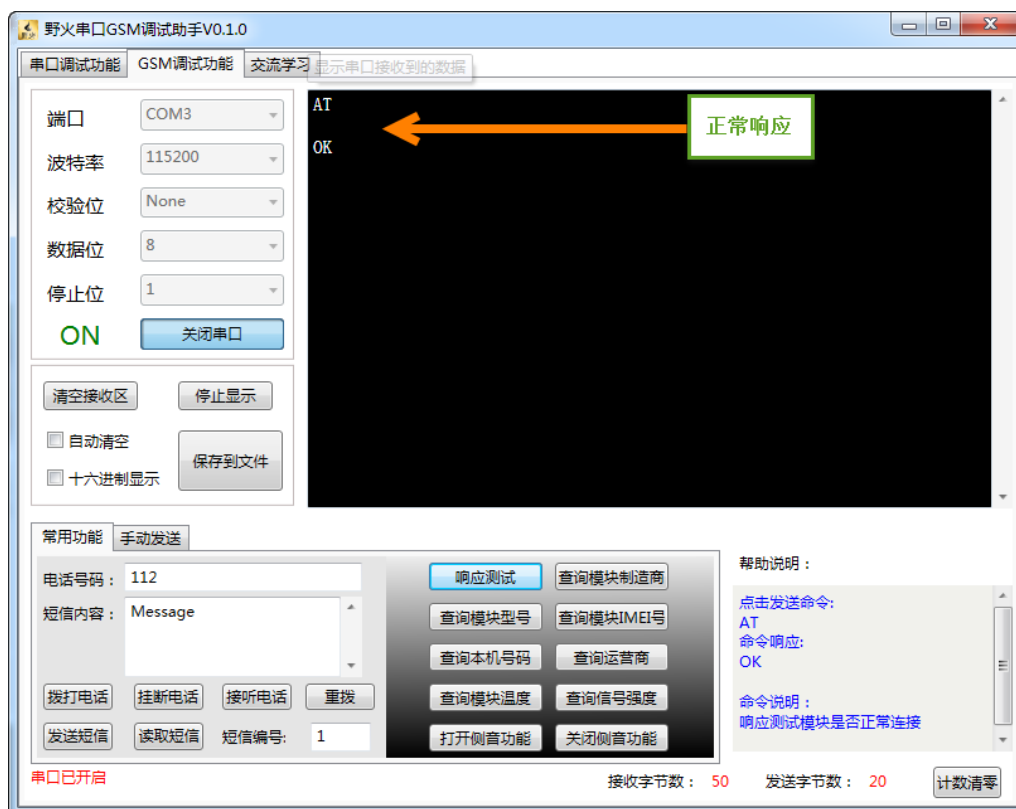 野火串口GSM调试助手V0.1.0
串口调试功能 GSM调试功能 交流学习 显示串口接收到的数据
端口 COM3
波特率 115200
校验位 None
数据位 8
停止位 1
ON 关闭串口
清空接收区 停止显示
自动清空
十六进制显示
保存到文件
AT
OK
正常响应
常用功能 手动发送
电话号码： 112
短信内容： Message
拨打电话 挂断电话 接听电话 重拨
发送短信 读取短信 短信编号: 1
响应测试 查询模块制造商
查询模块型号 查询模块IMEI号
查询本机号码 查询运营商
查询模块温度 查询信号强度
打开侧音功能 关闭侧音功能
帮助说明：
点击发送命令:
AT
命令响应:
OK
命令说明：
响应测试模块是否正常连接
串口已开启 接收字节数： 50 发送字节数： 20 计数清零